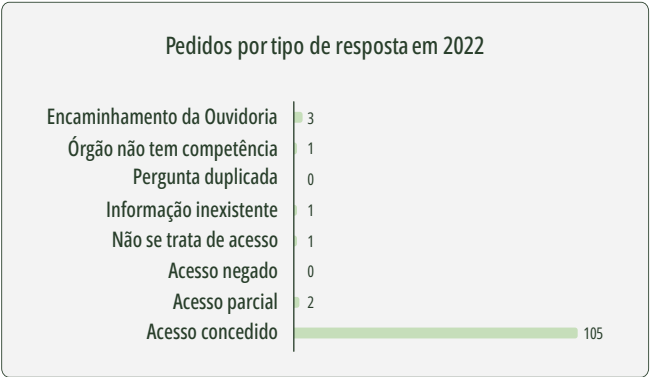 Pedidos por tipo de resposta em 2022
Encaminhamento da Ouvidoria 3
Órgão não tem competência 1
Pergunta duplicada 0
Informação inexistente 1
Não se trata de acesso 1
Acesso negado 0
Acesso parcial 2
Acesso concedido 105